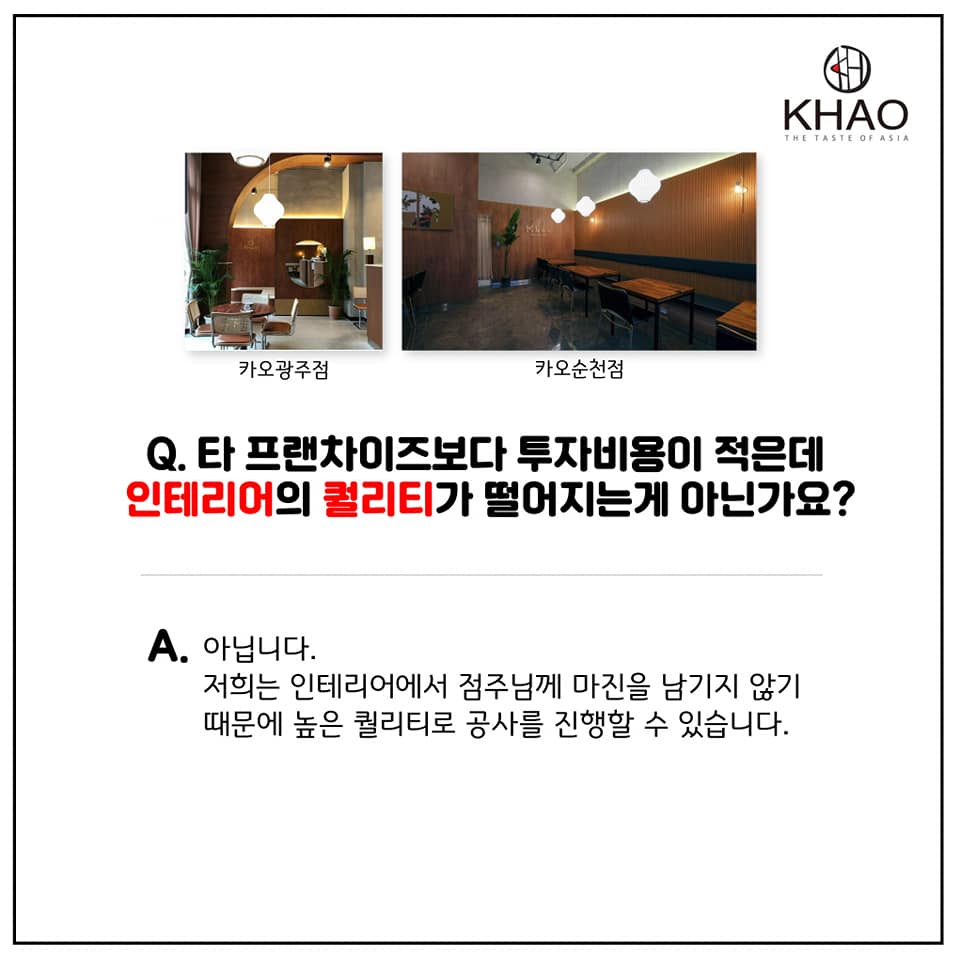 KHAO
THE TASTE OF ASIA
KHAO
카오광주점
카오순천점
Q. 타 프랜차이즈보다 투자비용이 적은데
인테리어의 퀄리티가 떨어지는게 아닌가요?
A. 아닙니다.
저희는 인테리어에서 점주님께 마진을 남기지 않기
때문에 높은 퀄리티로 공사를 진행할 수 있습니다.